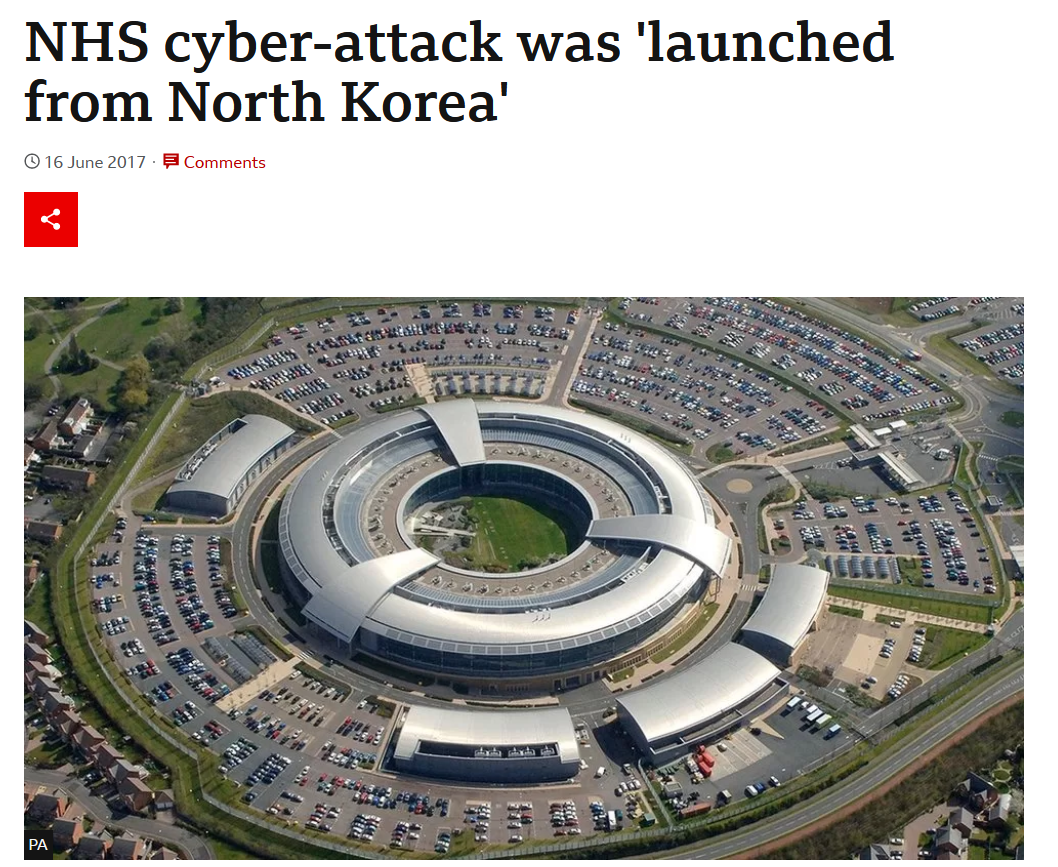 NHS cyber-attack was 'launched
from North Korea'
16 June 2017 · Comments
PA